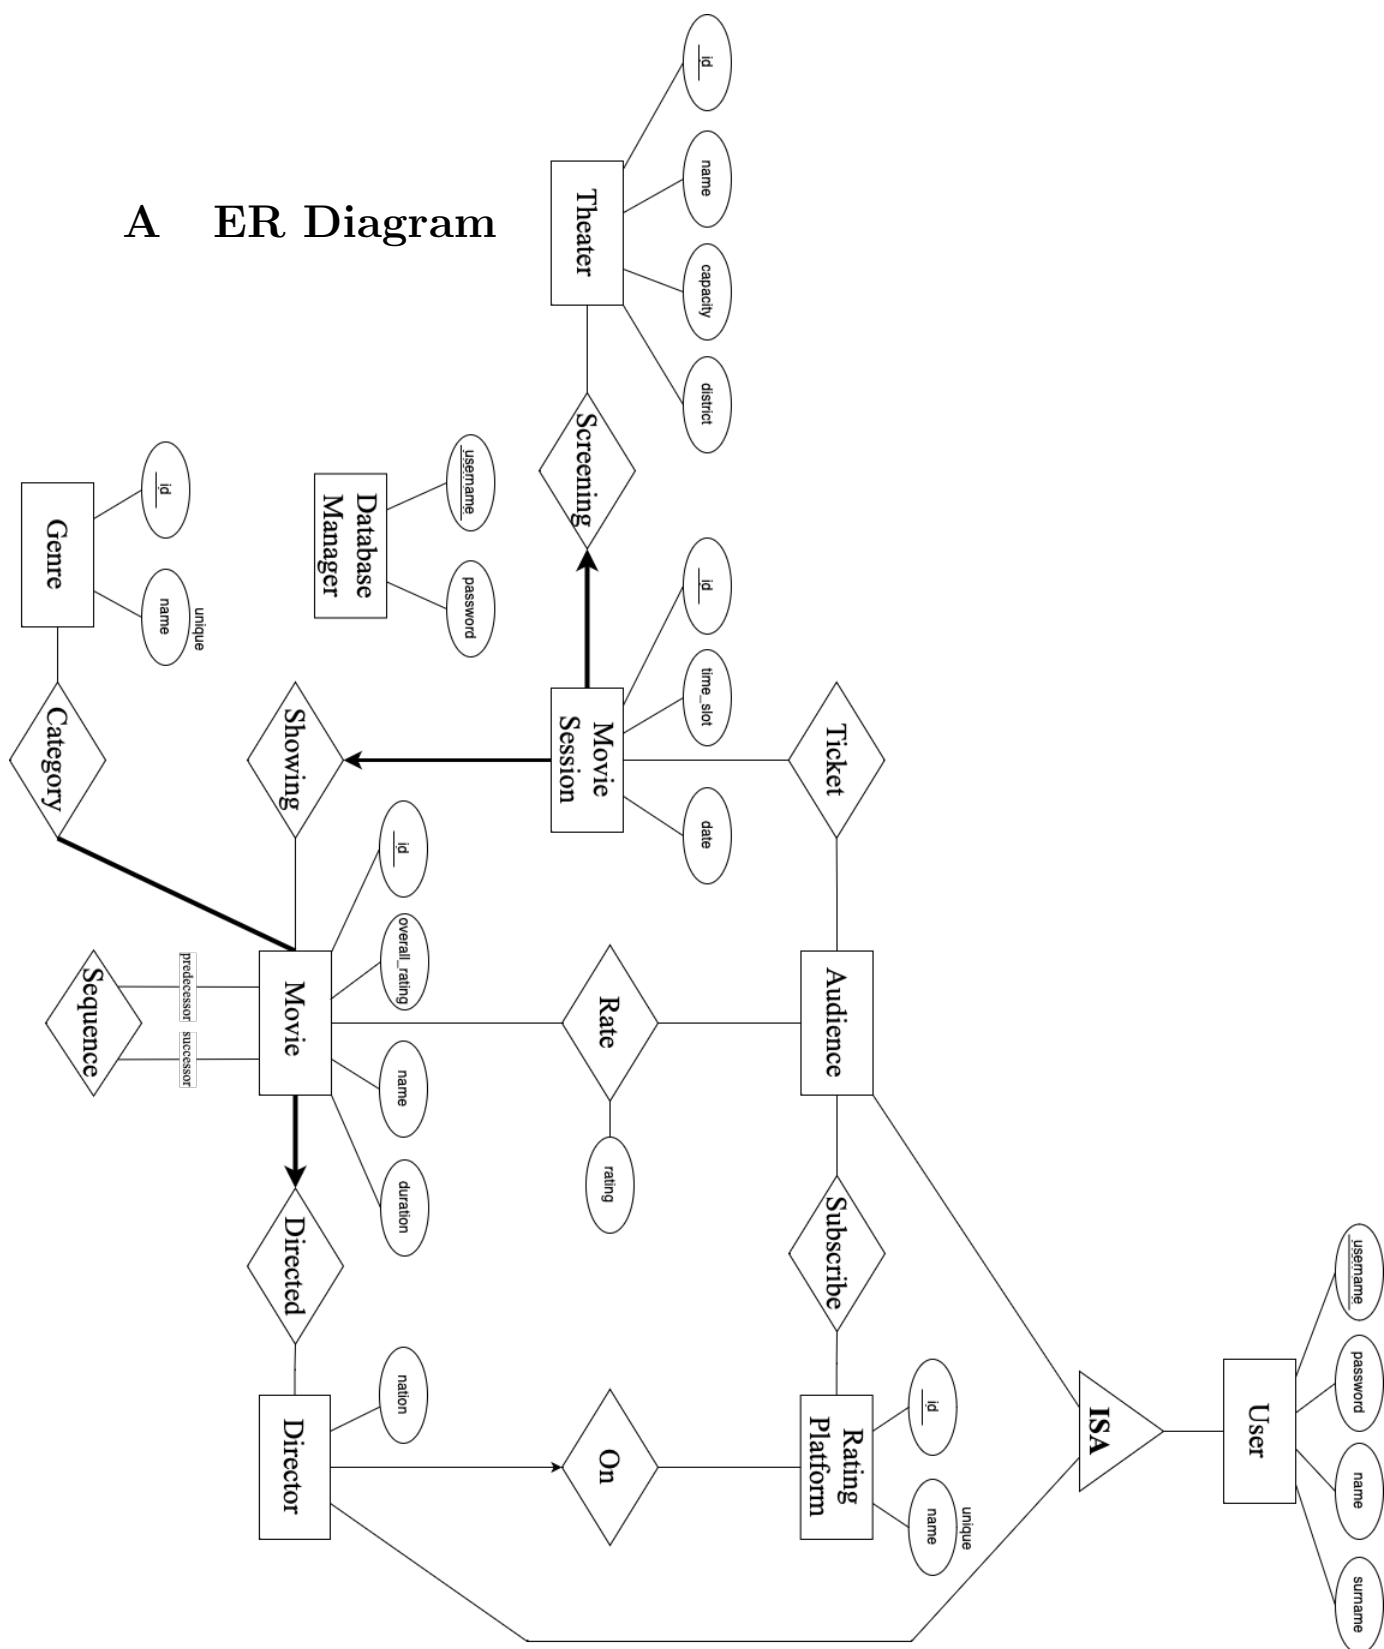 A ER Diagram
username
password
name
surname
User
ISA
id
name
unique
Rating
Platform
Subscribe
Audience
Ticket
On
rating
Rate
id
name
capacity
district
Theater
Screening
id
time_slot
date
Movie
Session
username
password
Database
Manager
Showing
id
overall_rating
name
duration
Movie
Directed
nation
Director
id
name
unique
Genre
Category
predecessor
successor
Sequence